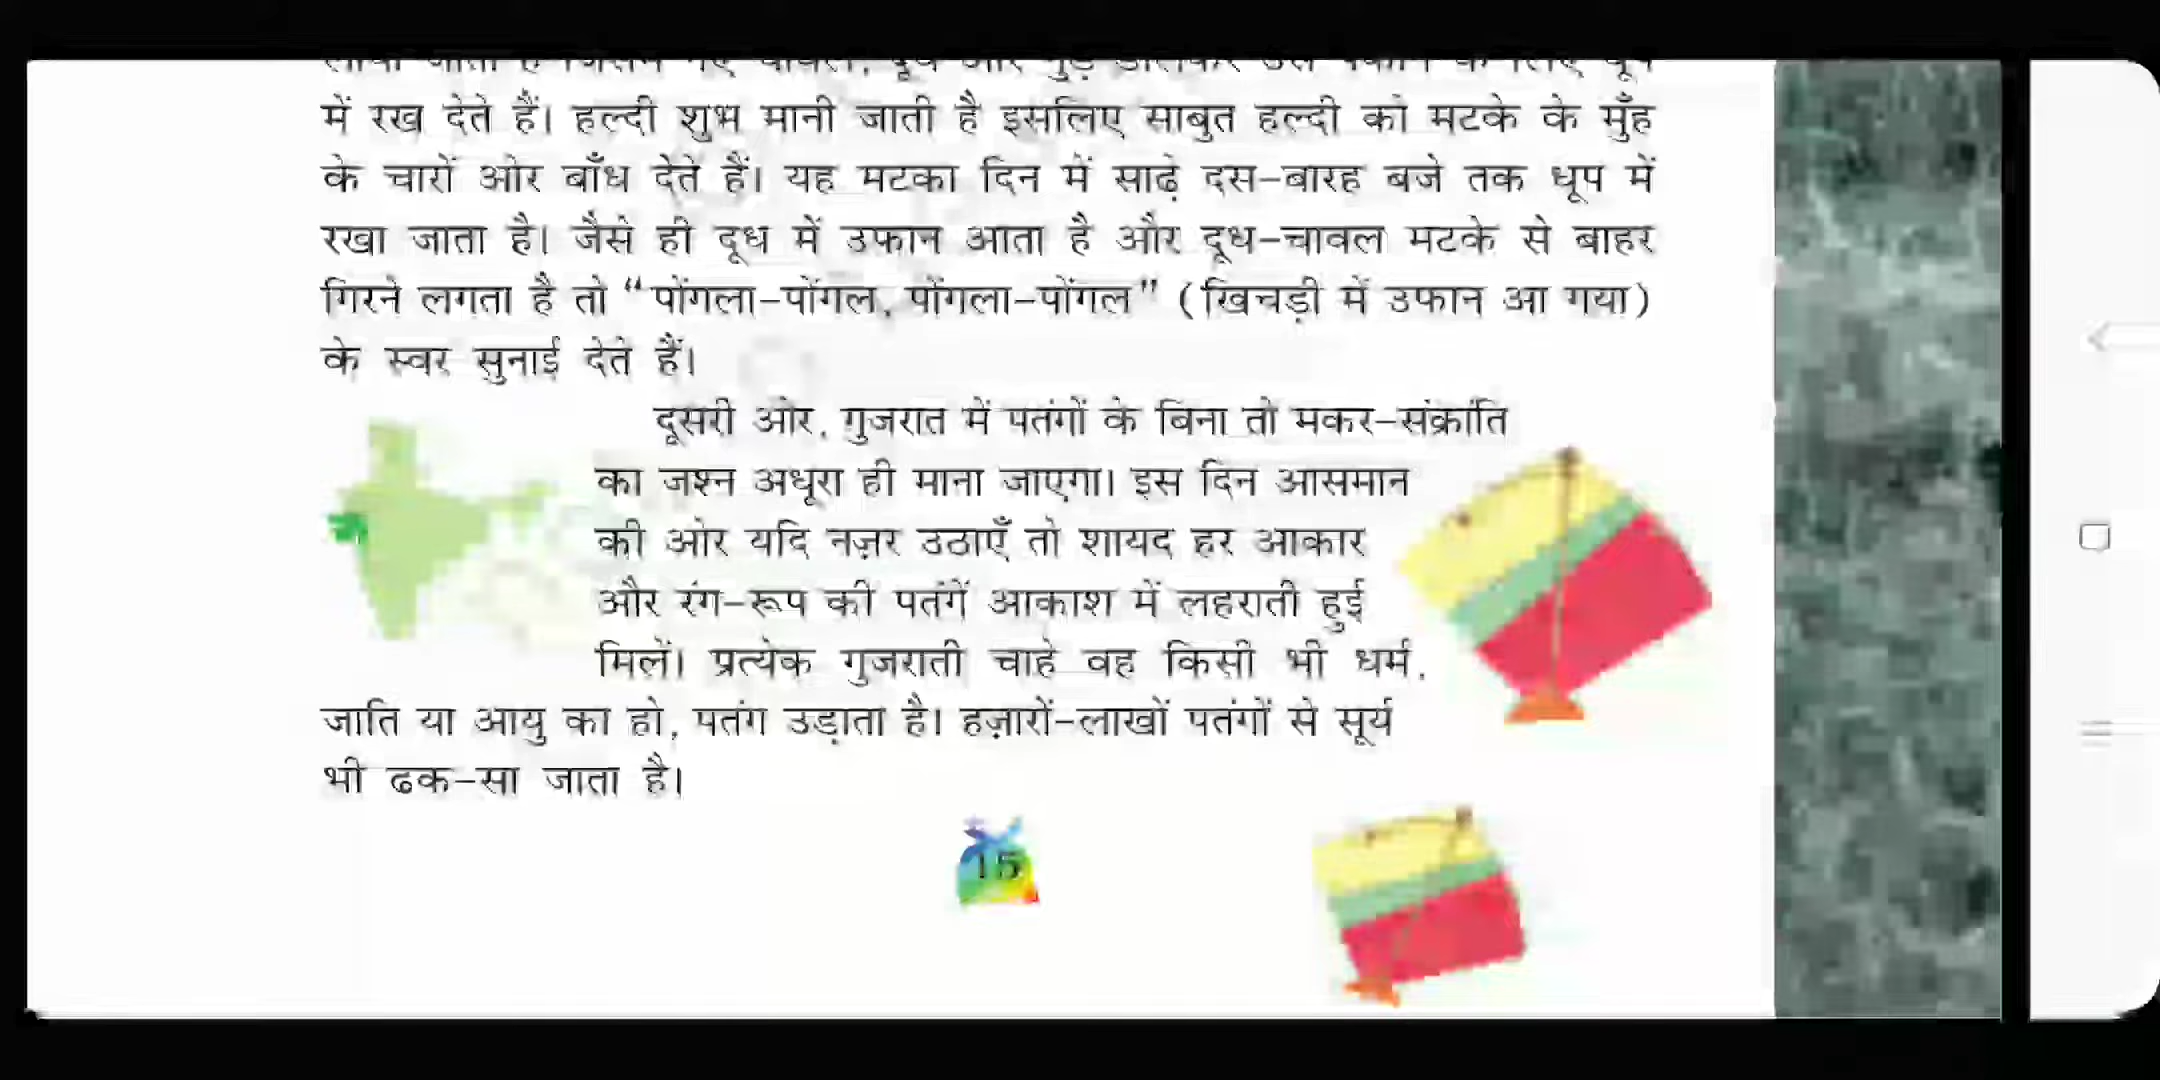 में रख देते हैं। हल्दी शुभ मानी जाती है इसलिए साबुत हल्दी को मटके के मुँह
के चारों ओर बाँध देते हैं। यह मटका दिन में साढ़े दस-बारह बजे तक धूप में
रखा जाता है। जैसे ही दूध में उफान आता है और दूध-चावल मटके से बाहर
गिरने लगता है तो “पोंगला-पोंगल, पोंगला-पोंगल” (खिचड़ी में उफान आ गया)
के स्वर सुनाई देते हैं।
दूसरी ओर, गुजरात में पतंगों के बिना तो मकर-संक्रांति
का जश्न अधूरा ही माना जाएगा। इस दिन आसमान
की ओर यदि नज़र उठाएँ तो शायद हर आकार
और रंग-रूप की पतंगें आकाश में लहराती हुई
मिलें। प्रत्येक गुजराती चाहे वह किसी भी धर्म,
जाति या आयु का हो, पतंग उड़ाता है। हज़ारों-लाखों पतंगों से सूर्य
भी ढक-सा जाता है।
15